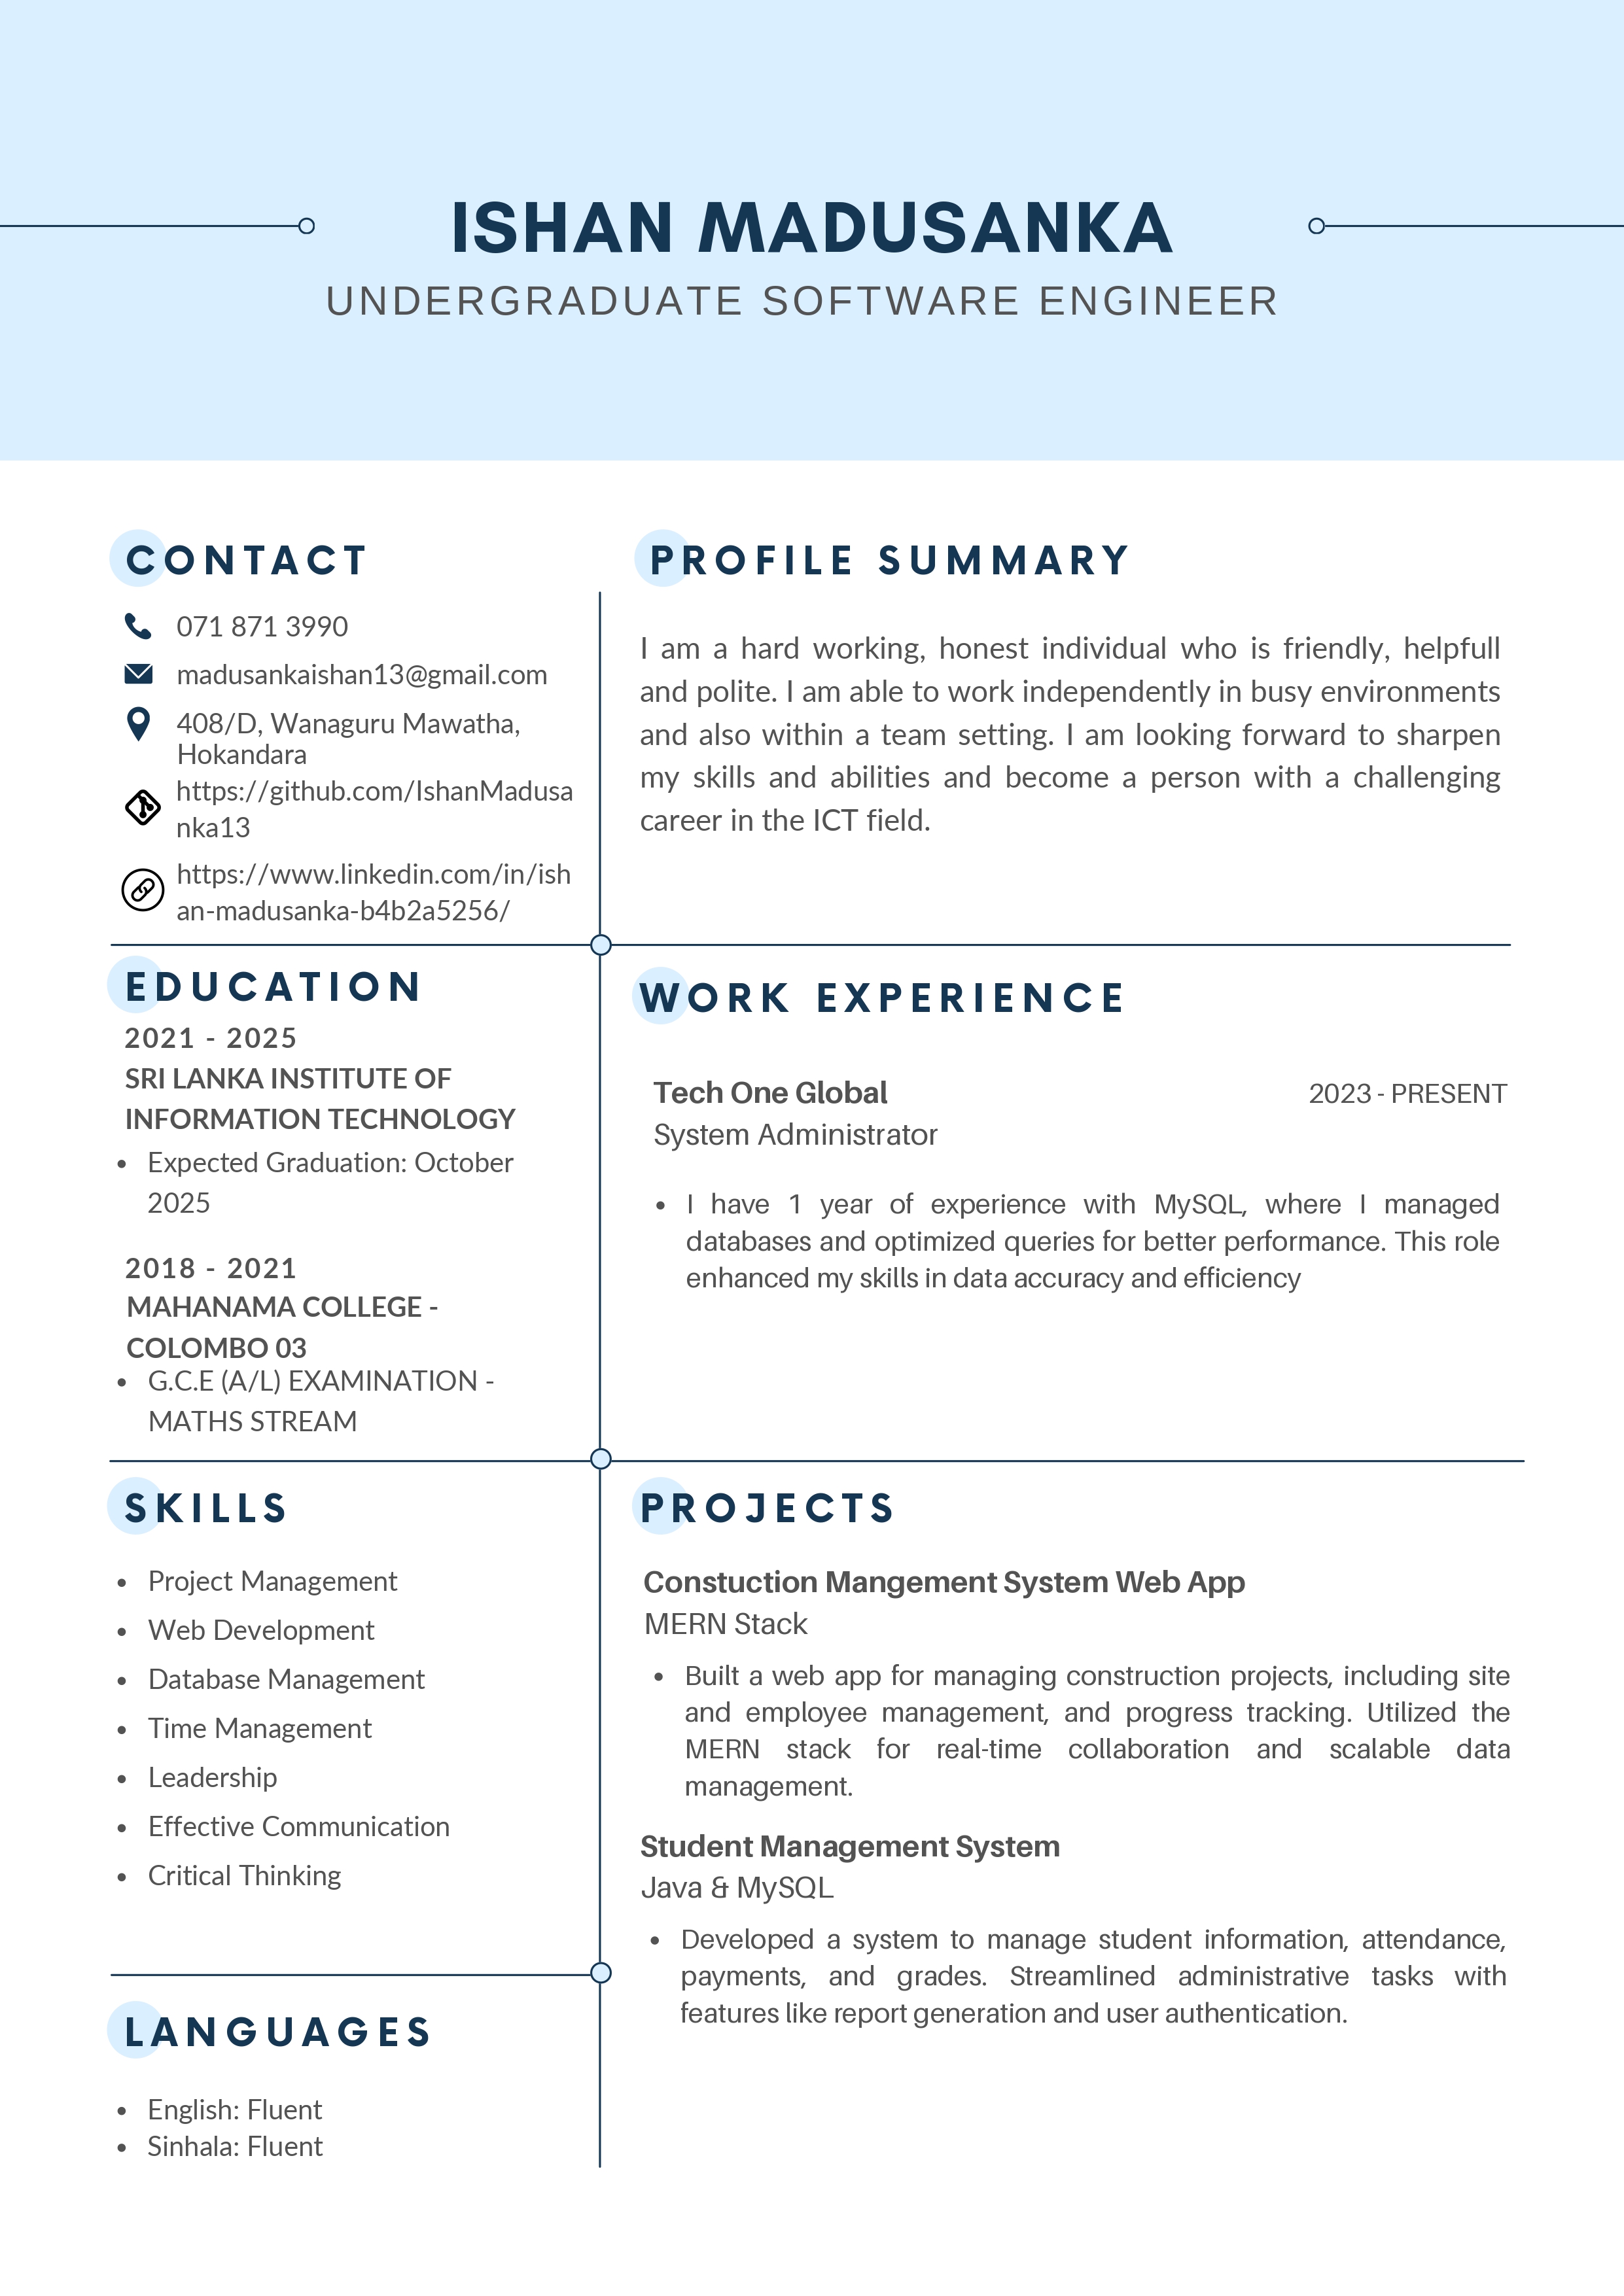 ISHAN MADUSANKA
UNDERGRADUATE SOFTWARE ENGINEER
CONTACT
071 871 3990
madusankaishan13@gmail.com
408/D, Wanaguru Mawatha,
Hokandara
https://github.com/IshanMadusa
nka13
https://www.linkedin.com/in/ish
an-madusanka-b4b2a5256/
PROFILE SUMMARY
I am a hard working, honest individual who is friendly, helpfull
and polite. I am able to work independently in busy environments
and also within a team setting. I am looking forward to sharpen
my skills and abilities and become a person with a challenging
career in the ICT field.
EDUCATION
2021 - 2025
SRI LANKA INSTITUTE OF
INFORMATION TECHNOLOGY
• Expected Graduation: October
2025
2018 - 2021
MAHANAMA COLLEGE -
COLOMBO 03
• G.C.E (A/L) EXAMINATION -
MATHS STREAM
WORK EXPERIENCE
Tech One Global 2023 - PRESENT
System Administrator
• I have 1 year of experience with MySQL, where I managed
databases and optimized queries for better performance. This role
enhanced my skills in data accuracy and efficiency
SKILLS
• Project Management
• Web Development
• Database Management
• Time Management
• Leadership
• Effective Communication
• Critical Thinking
PROJECTS
Constuction Mangement System Web App
MERN Stack
• Built a web app for managing construction projects, including site
and employee management, and progress tracking. Utilized the
MERN stack for real-time collaboration and scalable data
management.
Student Management System
Java & MySQL
• Developed a system to manage student information, attendance,
payments, and grades. Streamlined administrative tasks with
features like report generation and user authentication.
LANGUAGES
• English: Fluent
• Sinhala: Fluent